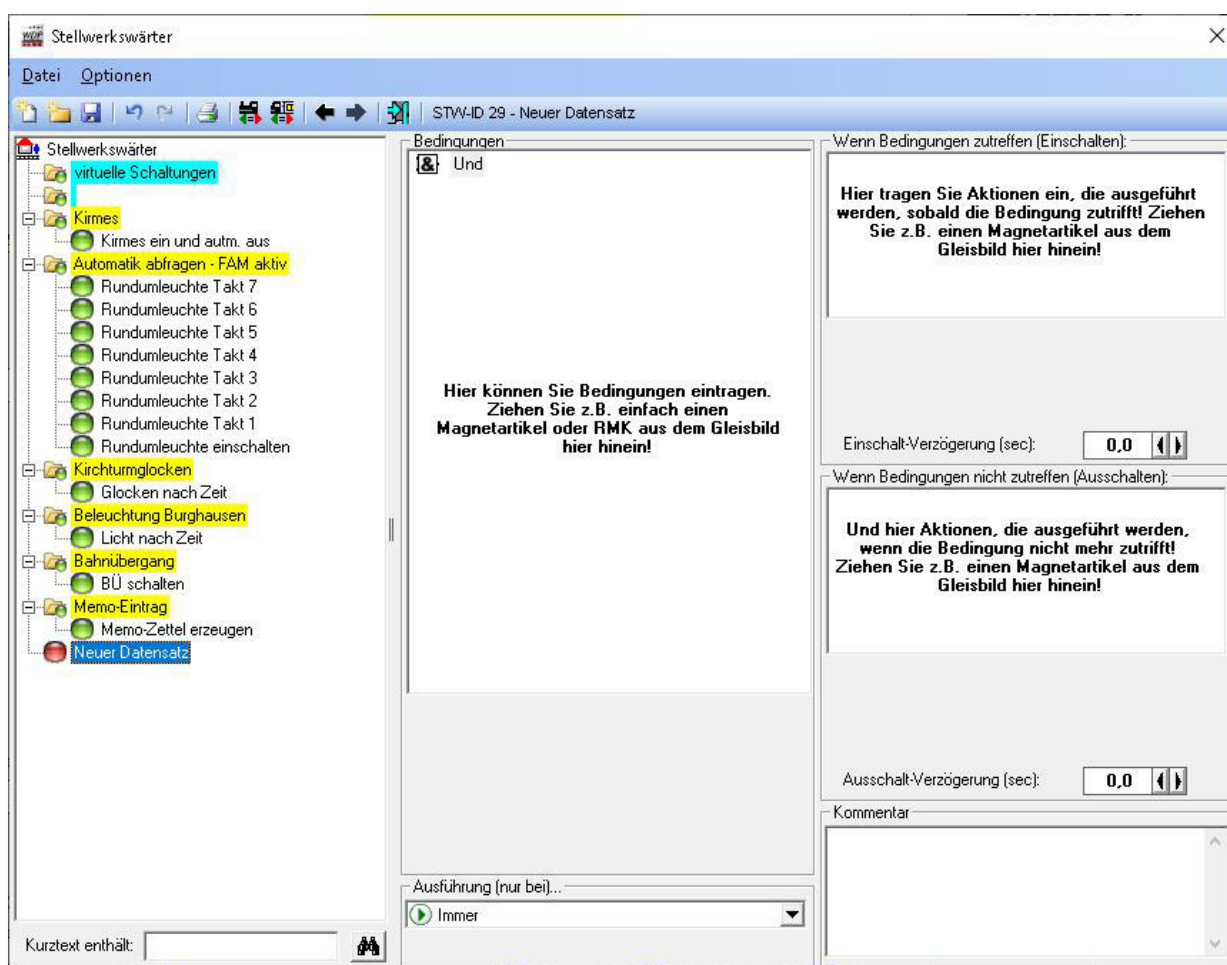 Stellwerkswärter
Datei Optionen
STW-ID 29 - Neuer Datensatz
Stellwerkswärter
virtuelle Schaltungen
Kirmes
Kirmes ein und autm. aus
Automatik abfragen - FAM aktiv
Rundumleuchte Takt 7
Rundumleuchte Takt 6
Rundumleuchte Takt 5
Rundumleuchte Takt 4
Rundumleuchte Takt 3
Rundumleuchte Takt 2
Rundumleuchte Takt 1
Rundumleuchte einschalten
Kirchturmglocken
Glocken nach Zeit
Beleuchtung Burghausen
Licht nach Zeit
Bahnübergang
BÜ schalten
Memo-Eintrag
Memo-Zettel erzeugen
Neuer Datensatz
Kurztext enthält:
Bedingungen
& Und
Hier können Sie Bedingungen eintragen.
Ziehen Sie z.B. einfach einen
Magnetartikel oder RMK aus dem Gleisbild
hier hinein!
Ausführung (nur bei)...
Immer
Wenn Bedingungen zutreffen (Einschalten):
Hier tragen Sie Aktionen ein, die ausgeführt
werden, sobald die Bedingung zutrifft! Ziehen
Sie z.B. einen Magnetartikel aus dem
Gleisbild hier hinein!
Einschalt-Verzögerung (sec): 0,0
Wenn Bedingungen nicht zutreffen (Ausschalten):
Und hier Aktionen, die ausgeführt werden,
wenn die Bedingung nicht mehr zutrifft!
Ziehen Sie z.B. einen Magnetartikel aus dem
Gleisbild hier hinein!
Ausschalt-Verzögerung (sec): 0,0
Kommentar